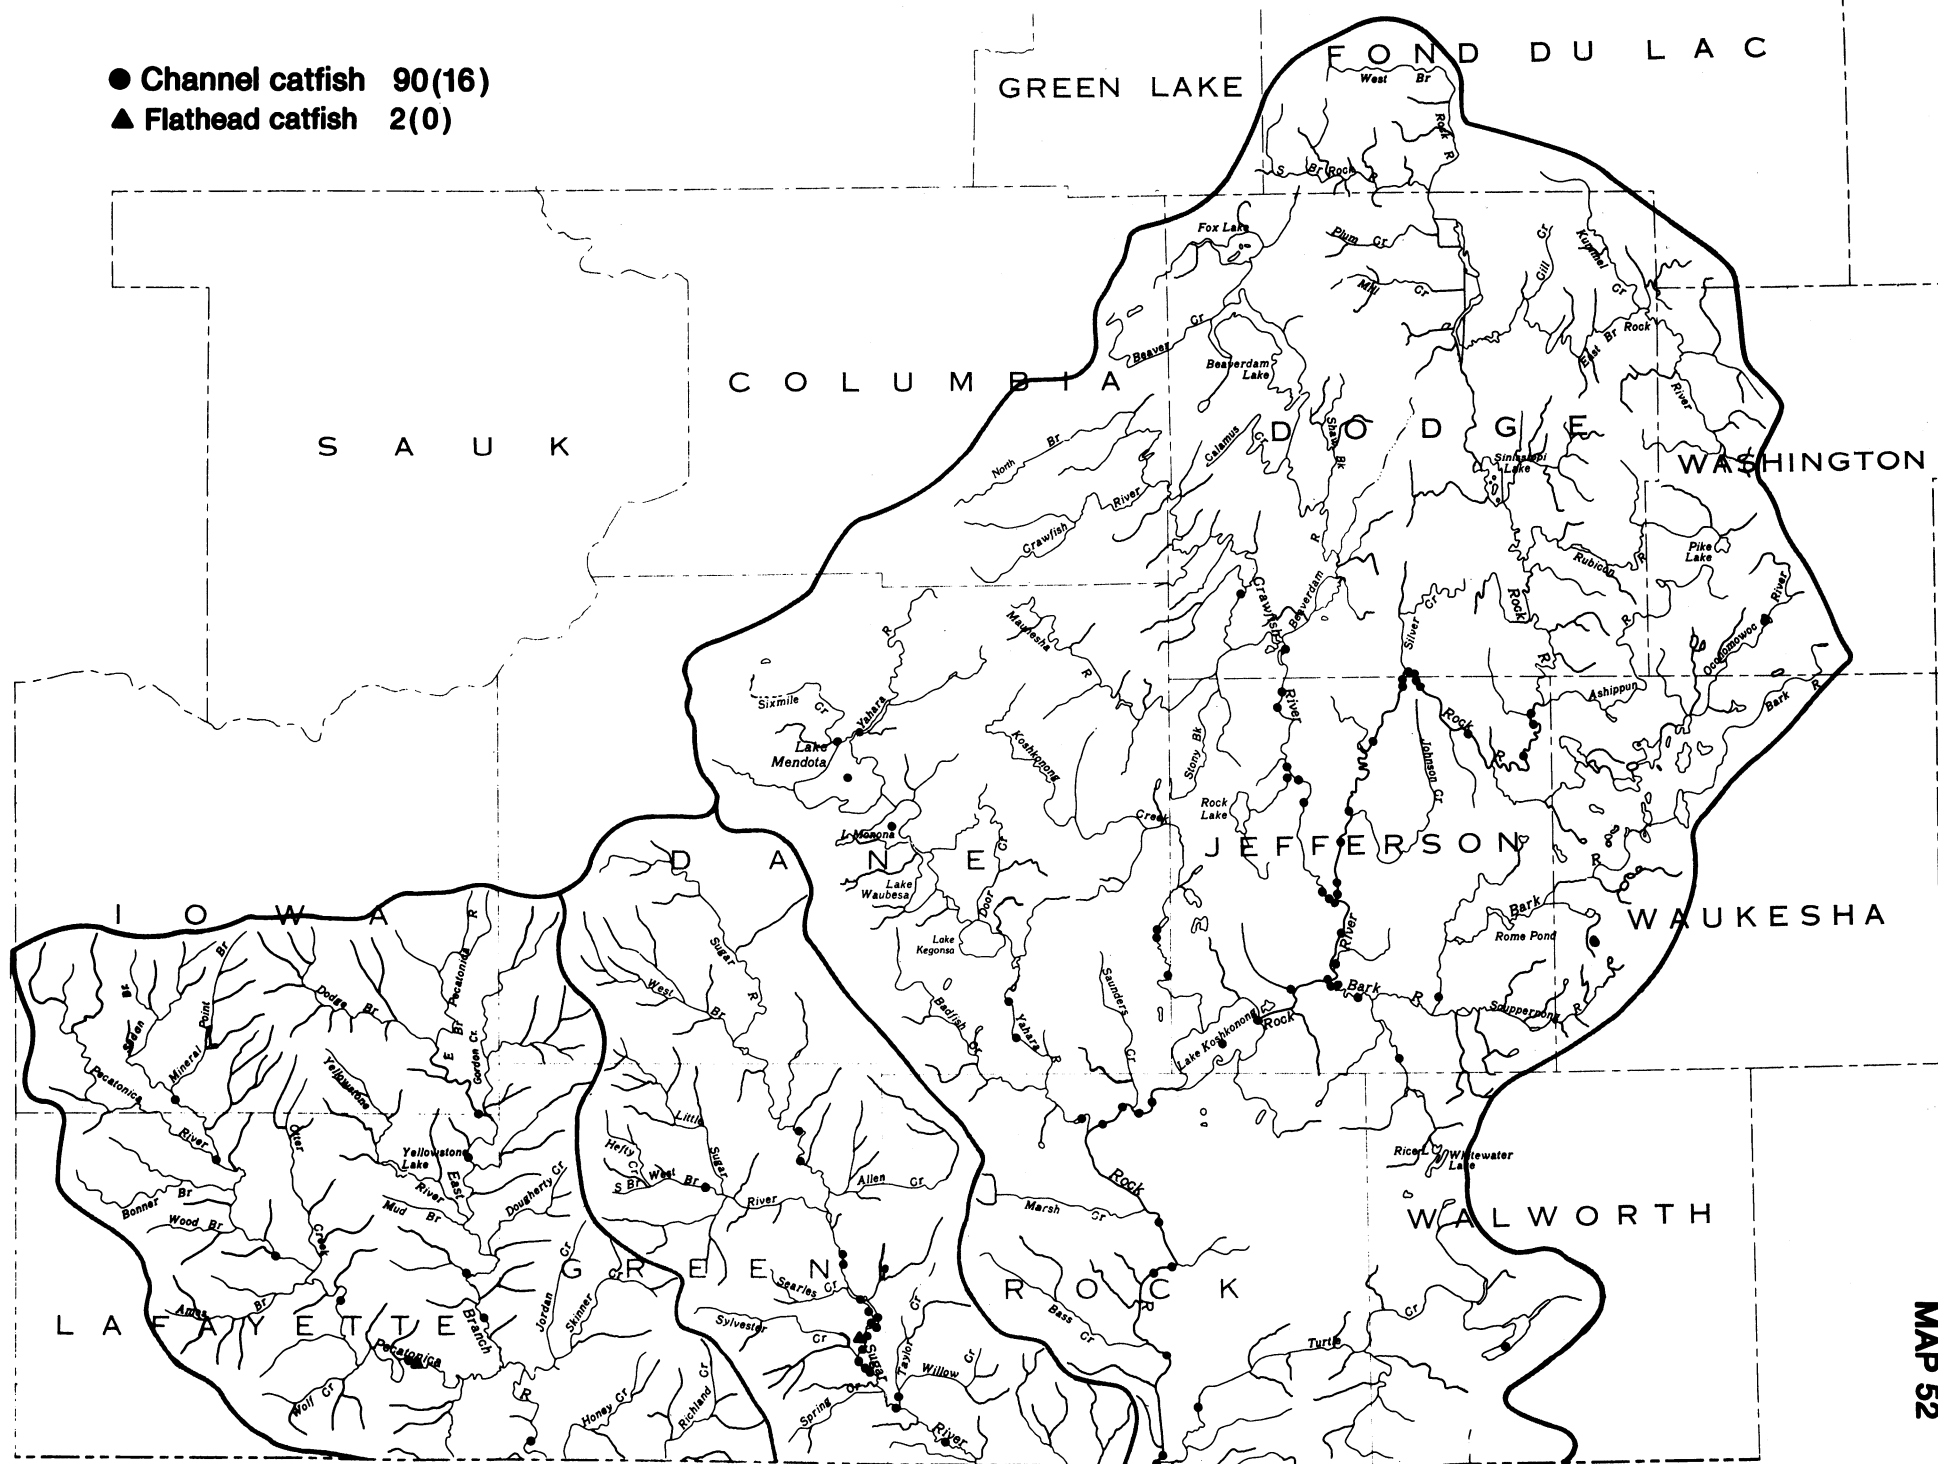 ● Channel catfish 90(16)
▲ Flathead catfish 2(0)
FOND DU LAC
GREEN LAKE
West Br
Rock R
S Br Rock R
Fox Lake
Plum Cr
Mill Cr
Gill Cr
Kummel Cr
East Br Rock
River
Beaver Cr
Beaverdam
Lake
COLUMBIA
SAUK
DODGE
WASHINGTON
North Br
Crawfish River
Calamus Cr
Shaw Bk
Sinissippi
Lake
Rubicon R
Pike
Lake
Crawfish
River
Beaverdam
R
Silver Cr
Rock
R
R
Oconomowoc River
Ashippun
Bark R
Maunesha
R
R
Yahara
Sixmile Cr
Lake
Mendota
Koshkonong
Creek
Stony Bk
Rock
Lake
Johnson Cr
Rock
R
JEFFERSON
L Monona
DANE
Lake
Waubesa
Door Cr
Lake
Kegonsa
River
Bark
R
Rome Pond
WAUKESHA
Bark R
Scuppernong R
IOWA
Sugar R
West Br
Badfish Cr
Yahara R
Saunders Cr
Lake Koshkonong
Rock
Dodge Br
Mineral Point Br
Pecatonica
E Br
R
Gordon Cr.
Pecatonica
River
Yellowstone
Otter
Creek
Yellowstone
Lake
River
East
Branch
Dougherty Cr
Bonner Br
Wood Br
Mud Br
Little
Sugar
River
Hefty Cr
S Br West Br
Allen Cr
Marsh Cr
Rock
R
Rice L
Whitewater
Lake
WALWORTH
GREEN
ROCK
LAFAYETTE
Ames Br
Jordan Cr
Skinner Cr
Searles Cr
Sylvester Cr
Sugar
River
Taylor Cr
Willow Cr
Spring Cr
Bass Cr
Turtle Cr
Pecatonica
R
Wolf Cr
Honey Cr
Richland Cr
MAP 52